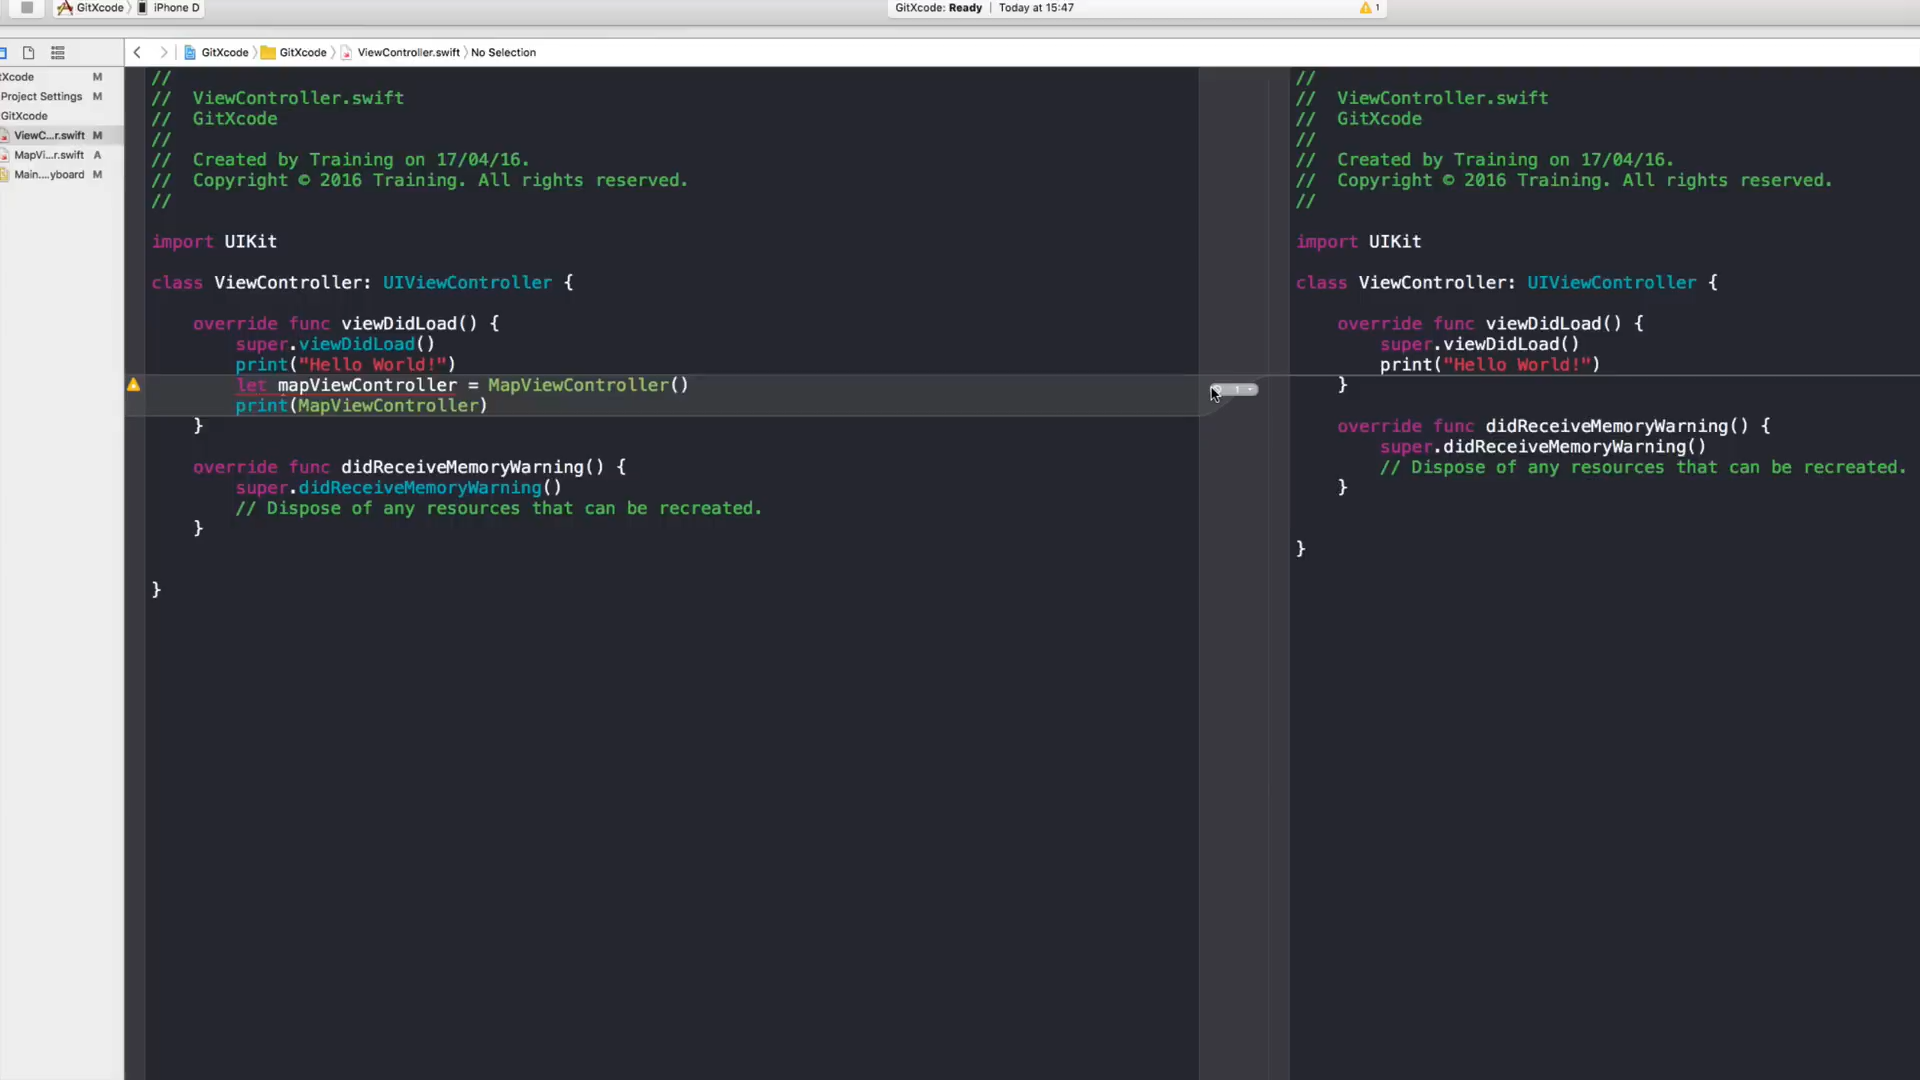 GitXcode iPhone D
GitXcode: Ready | Today at 15:47
1
GitXcode GitXcode ViewController.swift No Selection
tXcode M
Project Settings M
GitXcode
ViewC...r.swift M
MapVi...r.swift A
Main....yboard M
//
// ViewController.swift
// GitXcode
//
// Created by Training on 17/04/16.
// Copyright © 2016 Training. All rights reserved.
//
import UIKit
class ViewController: UIViewController {
override func viewDidLoad() {
super.viewDidLoad()
print("Hello World!")
let mapViewController = MapViewController()
print(MapViewController)
}
override func didReceiveMemoryWarning() {
super.didReceiveMemoryWarning()
// Dispose of any resources that can be recreated.
}
}
1
//
// ViewController.swift
// GitXcode
//
// Created by Training on 17/04/16.
// Copyright © 2016 Training. All rights reserved.
//
import UIKit
class ViewController: UIViewController {
override func viewDidLoad() {
super.viewDidLoad()
print("Hello World!")
}
override func didReceiveMemoryWarning() {
super.didReceiveMemoryWarning()
// Dispose of any resources that can be recreated.
}
}